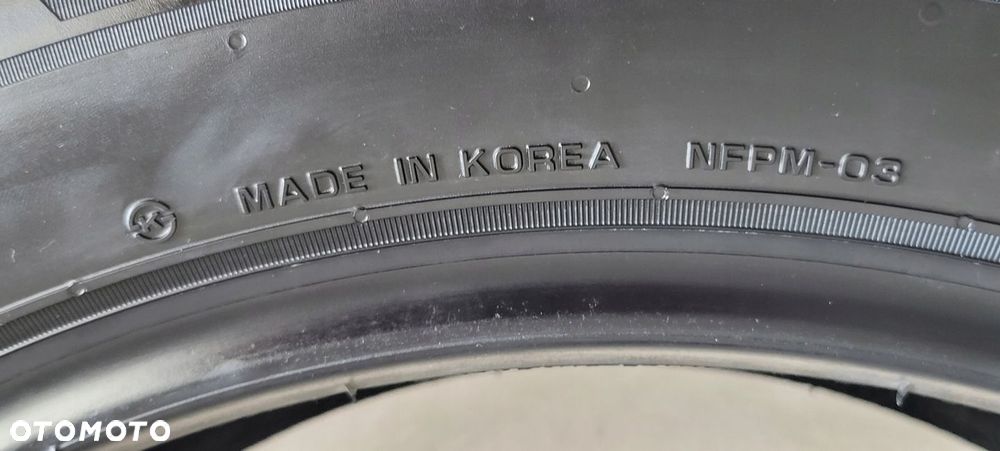 K MADE IN KOREA NFPM-03
OTOMOTO